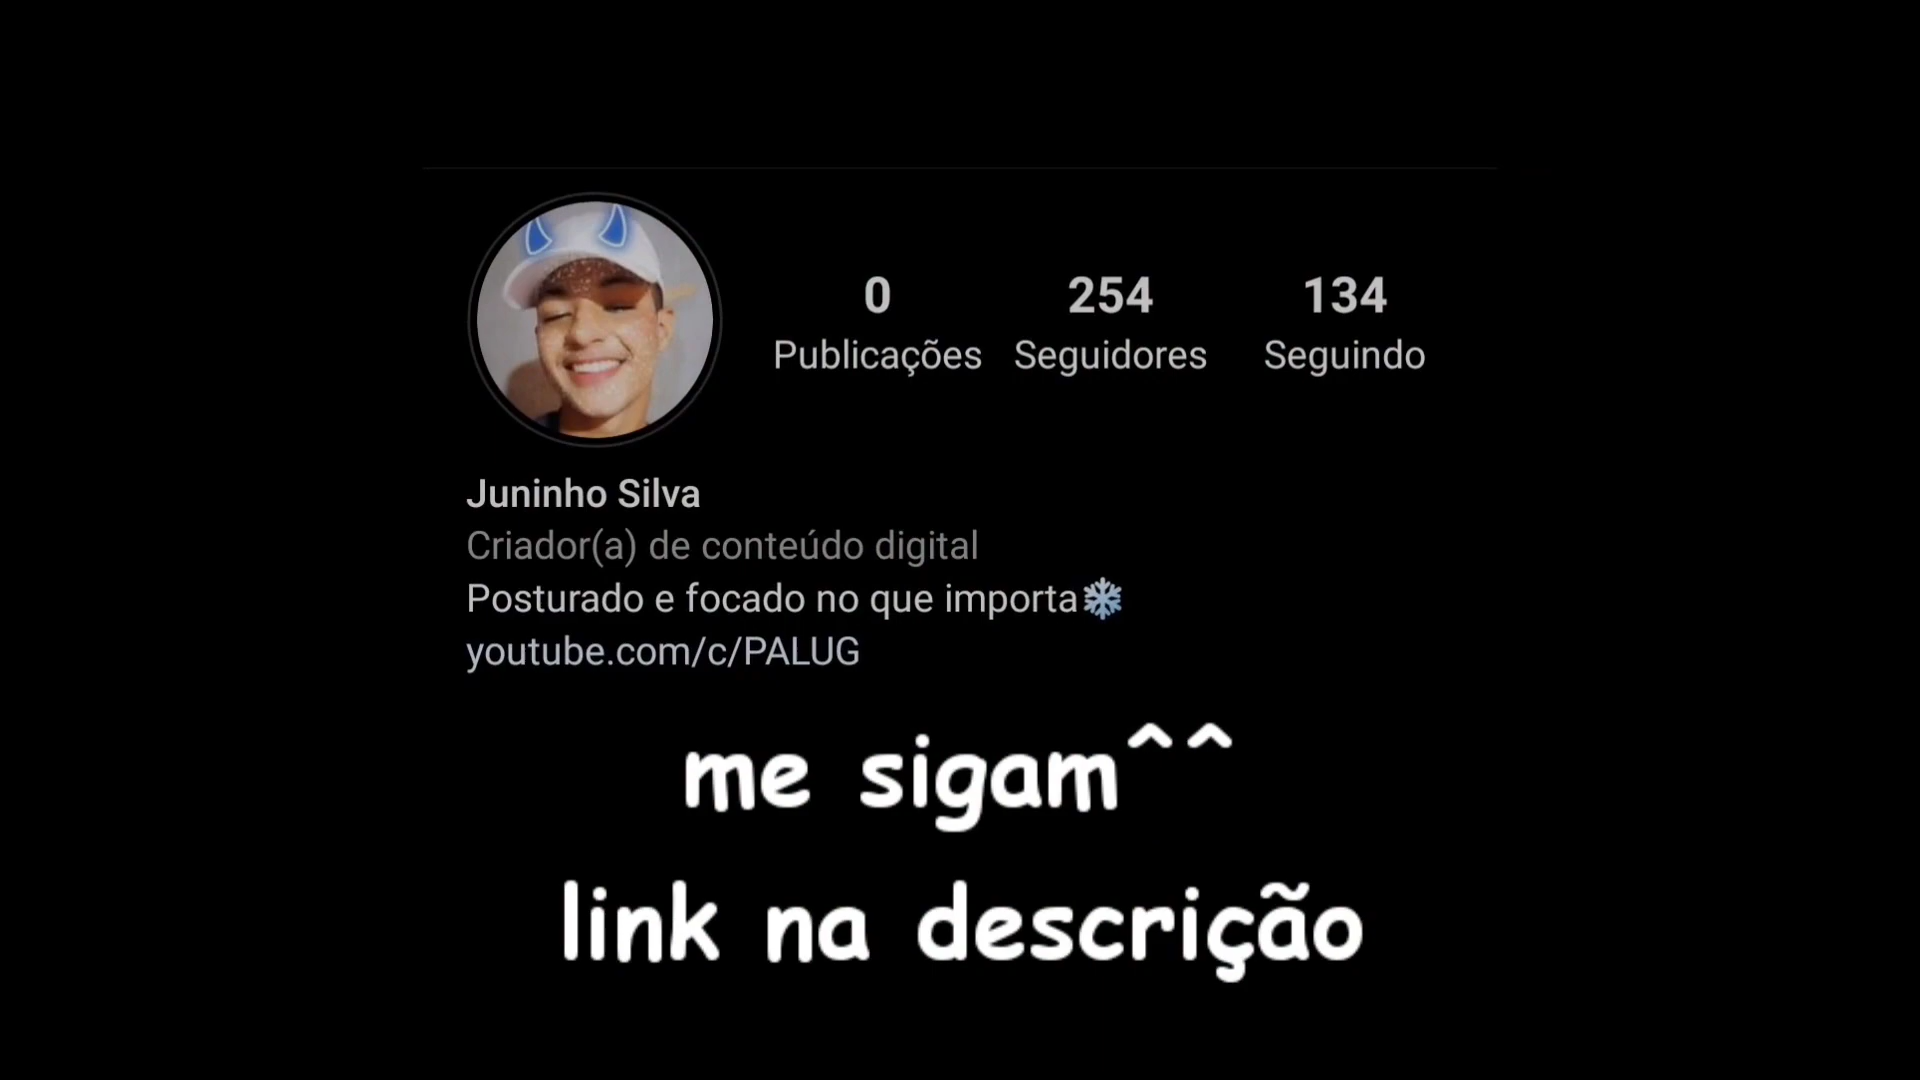 0 254 134
Publicações Seguidores Seguindo
Juninho Silva
Criador(a) de conteúdo digital
Posturado e focado no que importa❄️
youtube.com/c/PALUG
me sigam^^
link na descrição